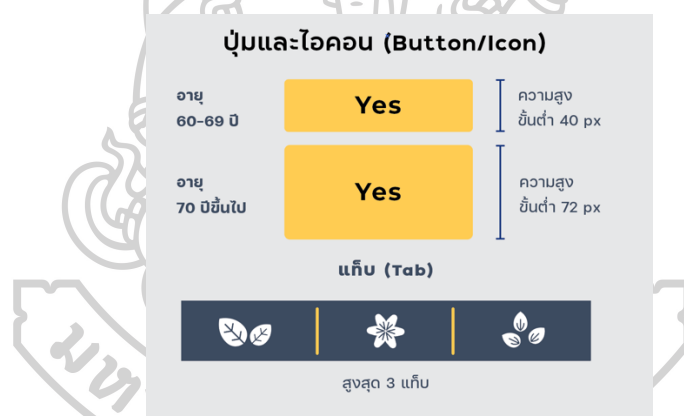 ปุ่มและไอคอน (Button/Icon)
อายุ
60-69 ปี
Yes
ความสูง
ขั้นต่ำ 40 px
อายุ
70 ปีขึ้นไป
Yes
ความสูง
ขั้นต่ำ 72 px
แท็บ (Tab)
สูงสุด 3 แท็บ